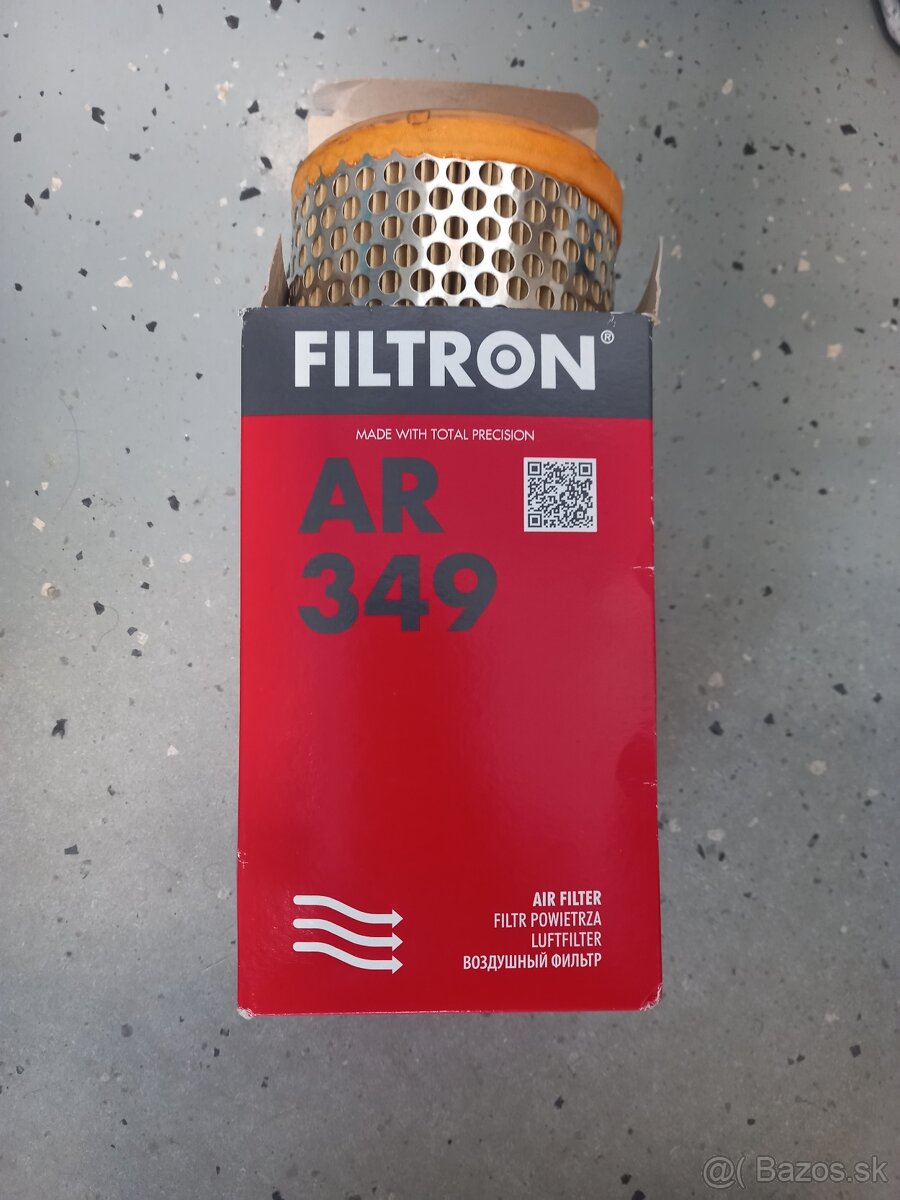 FILTRON®
MADE WITH TOTAL PRECISION
AR
349
AIR FILTER
FILTR POWIETRZA
LUFTFILTER
ВОЗДУШНЫЙ ФИЛЬТР
@( Bazos.sk